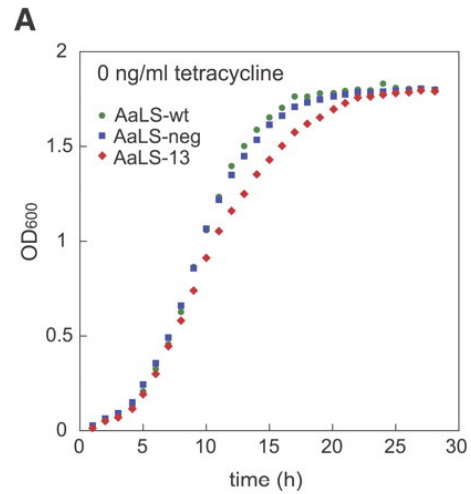 A
0 ng/ml tetracycline
AaLS-wt
AaLS-neg
AaLS-13
2
1.5
1
0.5
0
OD600
0 5 10 15 20 25 30
time (h)